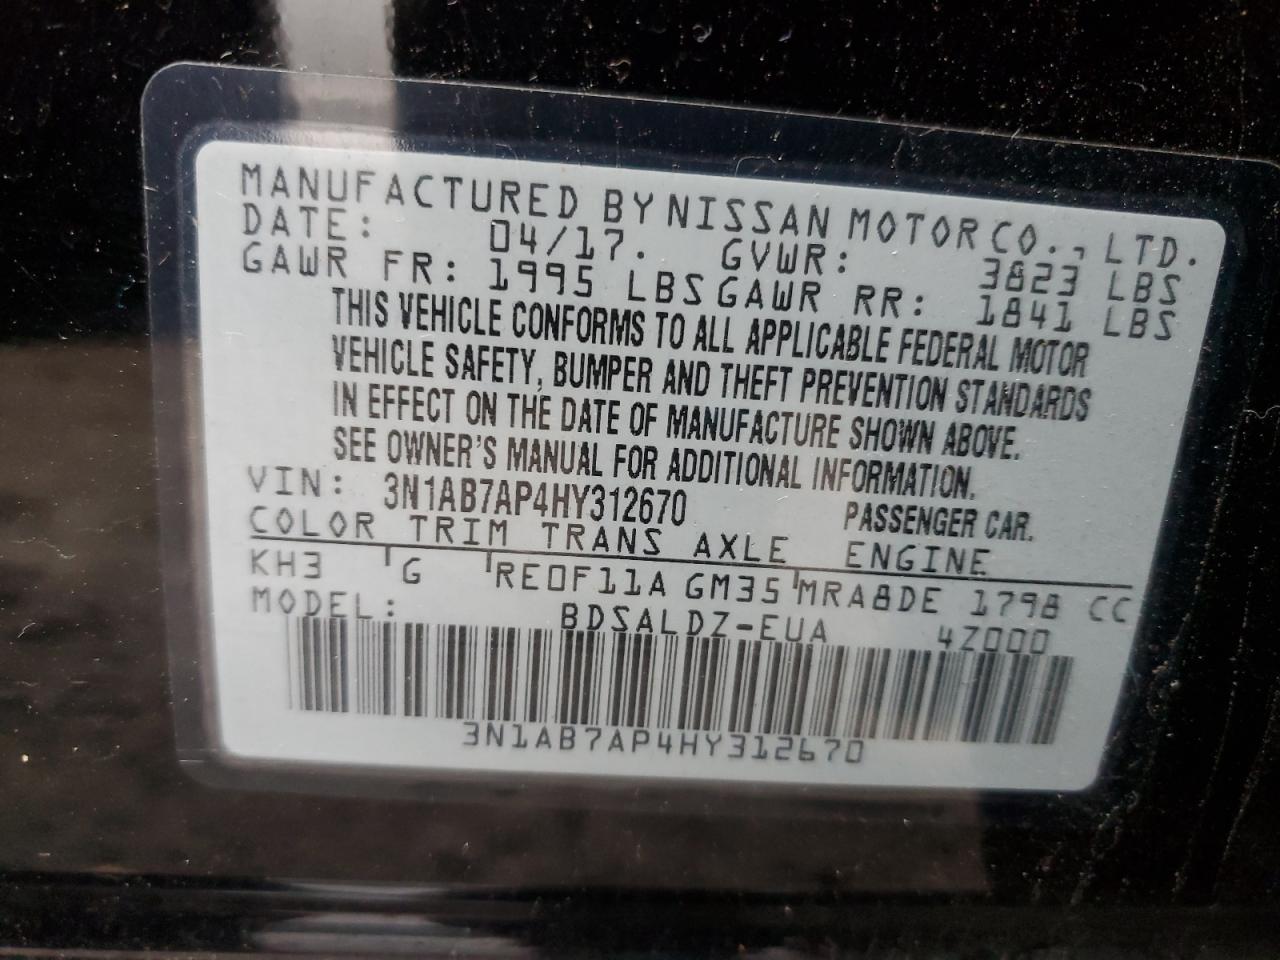 MANUFACTURED BY NISSAN MOTOR CO., LTD.
DATE: 04/17. GVWR: 3823 LBS
GAWR FR: 1995 LBS GAWR RR: 1841 LBS
THIS VEHICLE CONFORMS TO ALL APPLICABLE FEDERAL MOTOR
VEHICLE SAFETY, BUMPER AND THEFT PREVENTION STANDARDS
IN EFFECT ON THE DATE OF MANUFACTURE SHOWN ABOVE.
SEE OWNER'S MANUAL FOR ADDITIONAL INFORMATION.
VIN: 3N1AB7AP4HY312670 PASSENGER CAR.
COLOR TRIM TRANS AXLE ENGINE
KH3 G RE0F11A GM35 MRA8DE 1798 CC
MODEL: BDSALDZ-EUA 4Z000
3N1AB7AP4HY312670